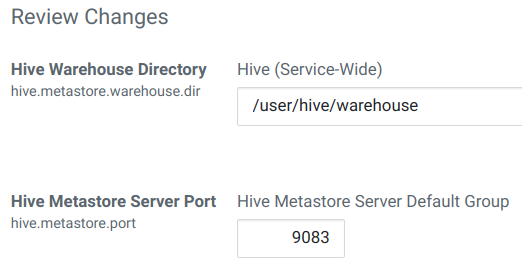 Review Changes
Hive Warehouse Directory Hive (Service-Wide)
hive.metastore.warehouse.dir
/user/hive/warehouse
Hive Metastore Server Port Hive Metastore Server Default Group
hive.metastore.port
9083